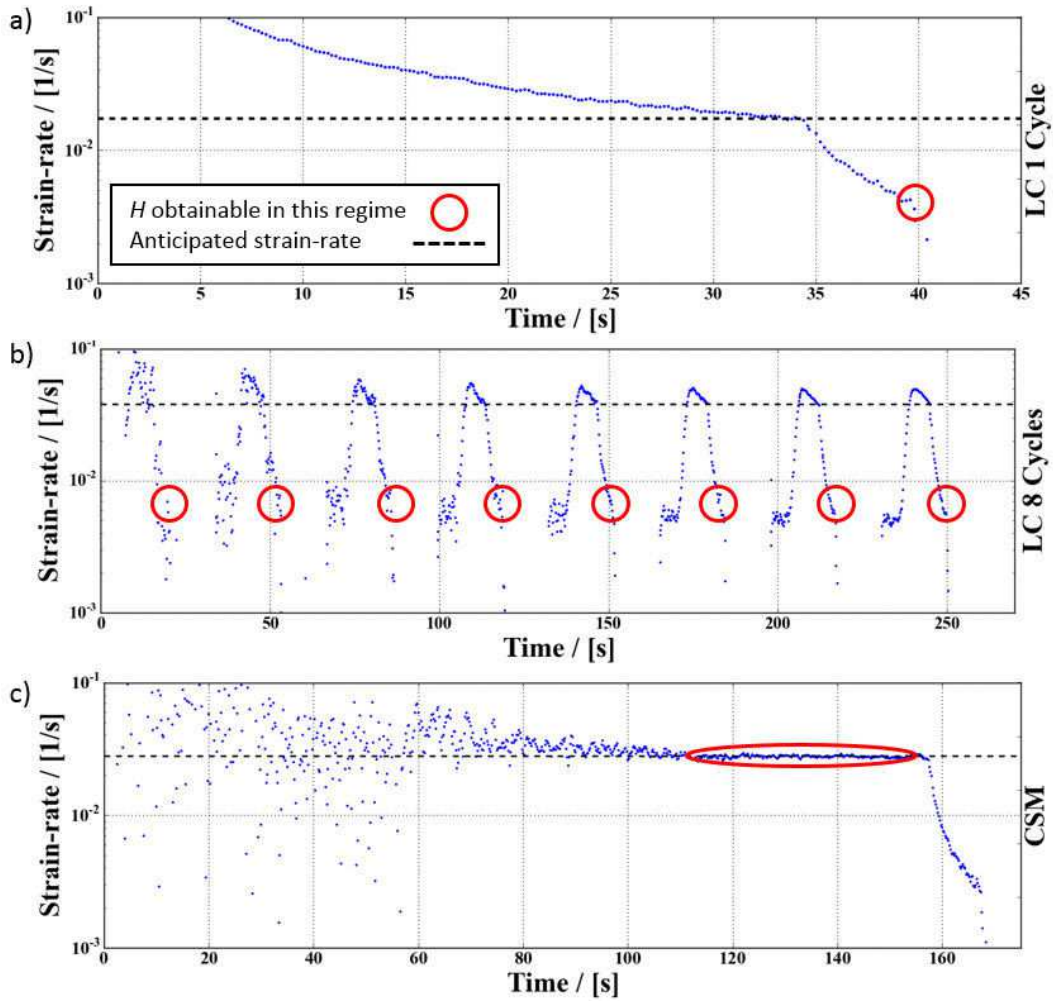 a)
10⁻¹
10⁻²
10⁻³
Strain-rate / [1/s]
LC 1 Cycle
H obtainable in this regime
Anticipated strain-rate
0 5 10 15 20 25 30 35 40 45
Time / [s]
b)
10⁻¹
10⁻²
10⁻³
Strain-rate / [1/s]
LC 8 Cycles
0 50 100 150 200 250
Time / [s]
c)
10⁻¹
10⁻²
10⁻³
Strain-rate / [1/s]
CSM
0 20 40 60 80 100 120 140 160
Time / [s]